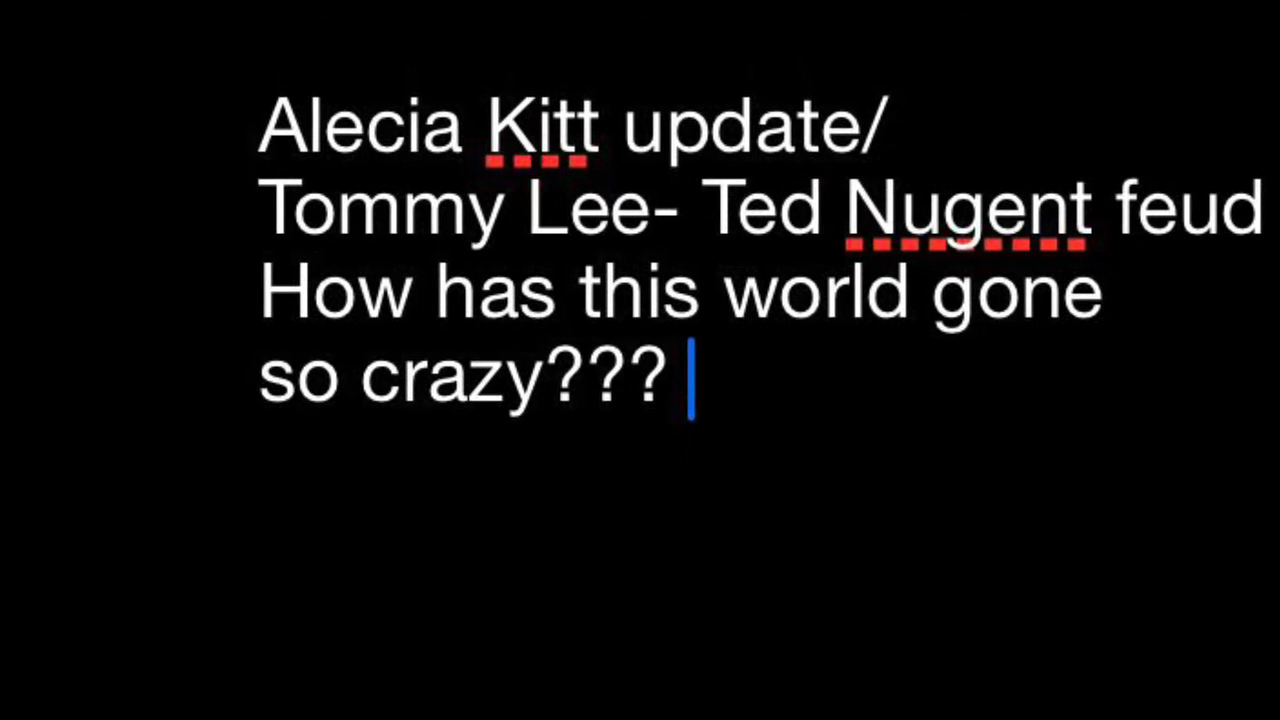 Alecia Kitt update/
Tommy Lee- Ted Nugent feud
How has this world gone
so crazy???